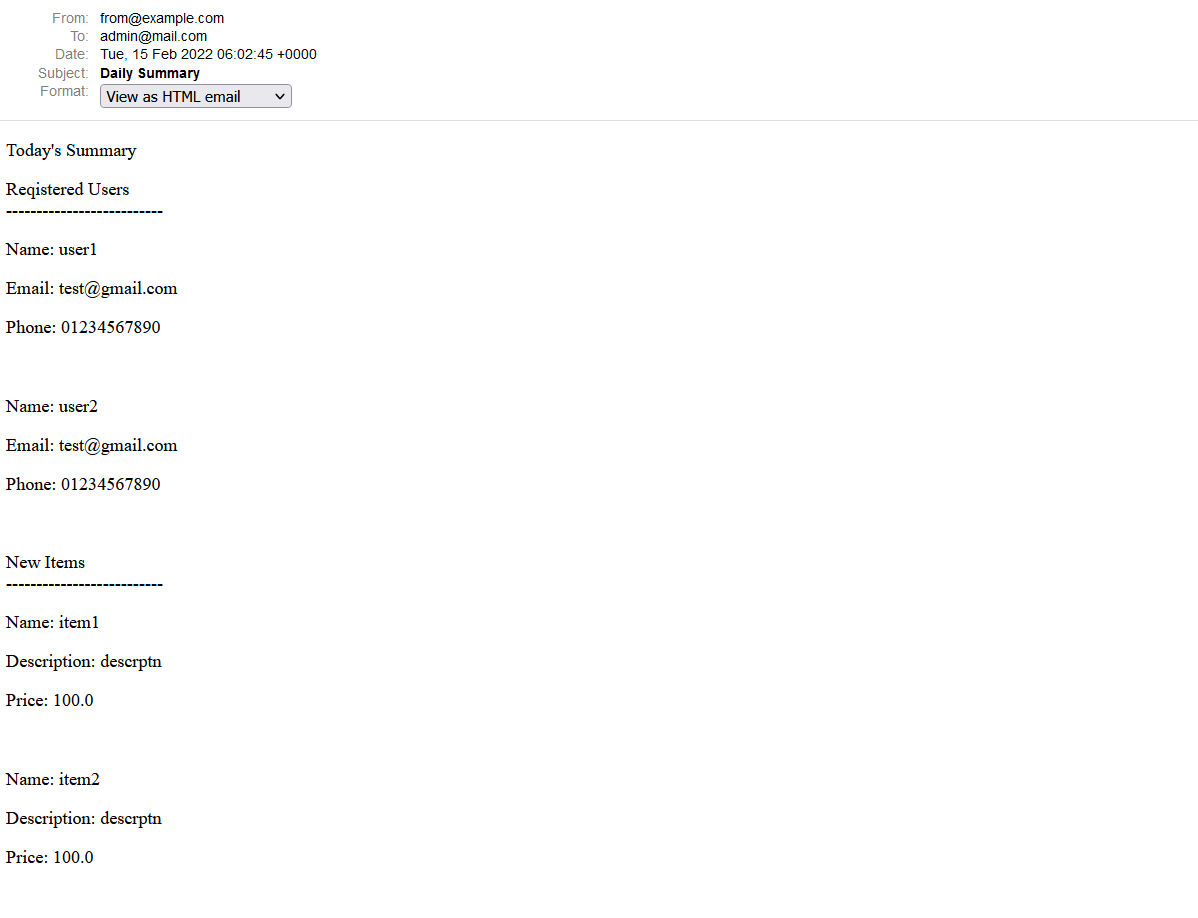 From: from@example.com
To: admin@mail.com
Date: Tue, 15 Feb 2022 06:02:45 +0000
Subject: Daily Summary
Format: View as HTML email
Today's Summary
Reqistered Users
--------------------------
Name: user1
Email: test@gmail.com
Phone: 01234567890
Name: user2
Email: test@gmail.com
Phone: 01234567890
New Items
--------------------------
Name: item1
Description: descrptn
Price: 100.0
Name: item2
Description: descrptn
Price: 100.0